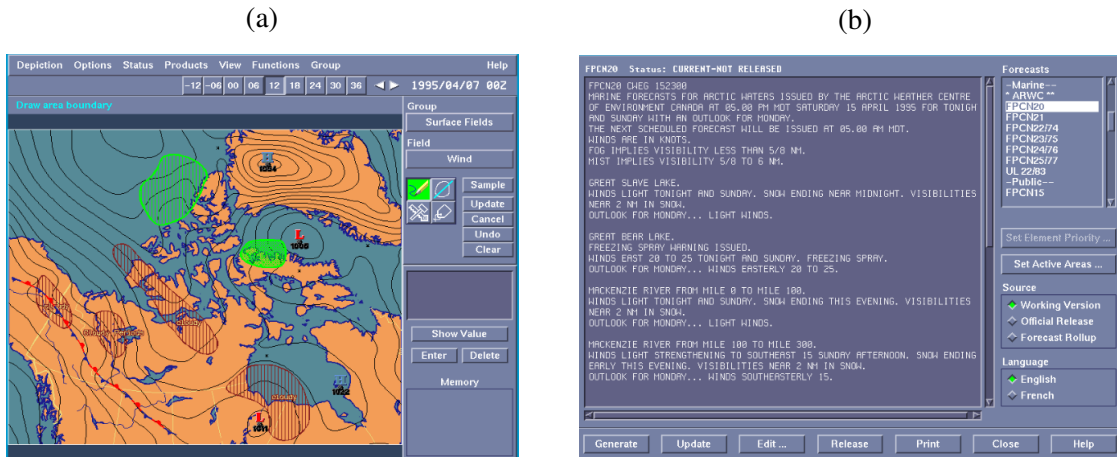 (a)
(b)
Depiction Options Status Products View Functions Group Help
-12 -06 00 06 12 18 24 30 36 1995/04/07 00Z
Draw area boundary
Group
Surface Fields
Field
Wind
Sample
Update
Cancel
Undo
Clear
Show Value
Enter Delete
Memory
H
1034
L
1006
cloudy
cloudy
H
1022
L
1011
FPCN20 Status: CURRENT-NOT RELEASED
FPCN20 CWEG 152300
MARINE FORECASTS FOR ARCTIC WATERS ISSUED BY THE ARCTIC WEATHER CENTRE
OF ENVIRONMENT CANADA AT 05.00 PM MDT SATURDAY 15 APRIL 1995 FOR TONIGH
AND SUNDAY WITH AN OUTLOOK FOR MONDAY.
THE NEXT SCHEDULED FORECAST WILL BE ISSUED AT 05.00 AM MDT.
WINDS ARE IN KNOTS.
FOG IMPLIES VISIBILITY LESS THAN 5/8 NM.
MIST IMPLIES VISIBILITY 5/8 TO 6 NM.
GREAT SLAVE LAKE.
WINDS LIGHT TONIGHT AND SUNDAY. SNOW ENDING NEAR MIDNIGHT. VISIBILITIES
NEAR 2 NM IN SNOW.
OUTLOOK FOR MONDAY... LIGHT WINDS.
GREAT BEAR LAKE.
FREEZING SPRAY WARNING ISSUED.
WINDS EAST 20 TO 25 TONIGHT AND SUNDAY. FREEZING SPRAY.
OUTLOOK FOR MONDAY... WINDS EASTERLY 20 TO 25.
MACKENZIE RIVER FROM MILE 0 TO MILE 100.
WINDS LIGHT TONIGHT AND SUNDAY. SNOW ENDING THIS EVENING. VISIBILITIES
NEAR 2 NM IN SNOW.
OUTLOOK FOR MONDAY... LIGHT WINDS.
MACKENZIE RIVER FROM MILE 100 TO MILE 300.
WINDS LIGHT STRENGTHENING TO SOUTHEAST 15 SUNDAY AFTERNOON. SNOW ENDING
EARLY THIS EVENING. VISIBILITIES NEAR 2 NM IN SNOW.
OUTLOOK FOR MONDAY... WINDS SOUTHEASTERLY 15.
Forecasts
--Marine--
* ARWC **
FPCN20
FPCN21
FPCN22/74
FPCN23/75
FPCN24/76
FPCN25/77
UL 22/83
--Public--
FPCN15
Set Element Priority ...
Set Active Areas ...
Source
Working Version
Official Release
Forecast Rollup
Language
English
French
Generate Update Edit ... Release Print Close Help